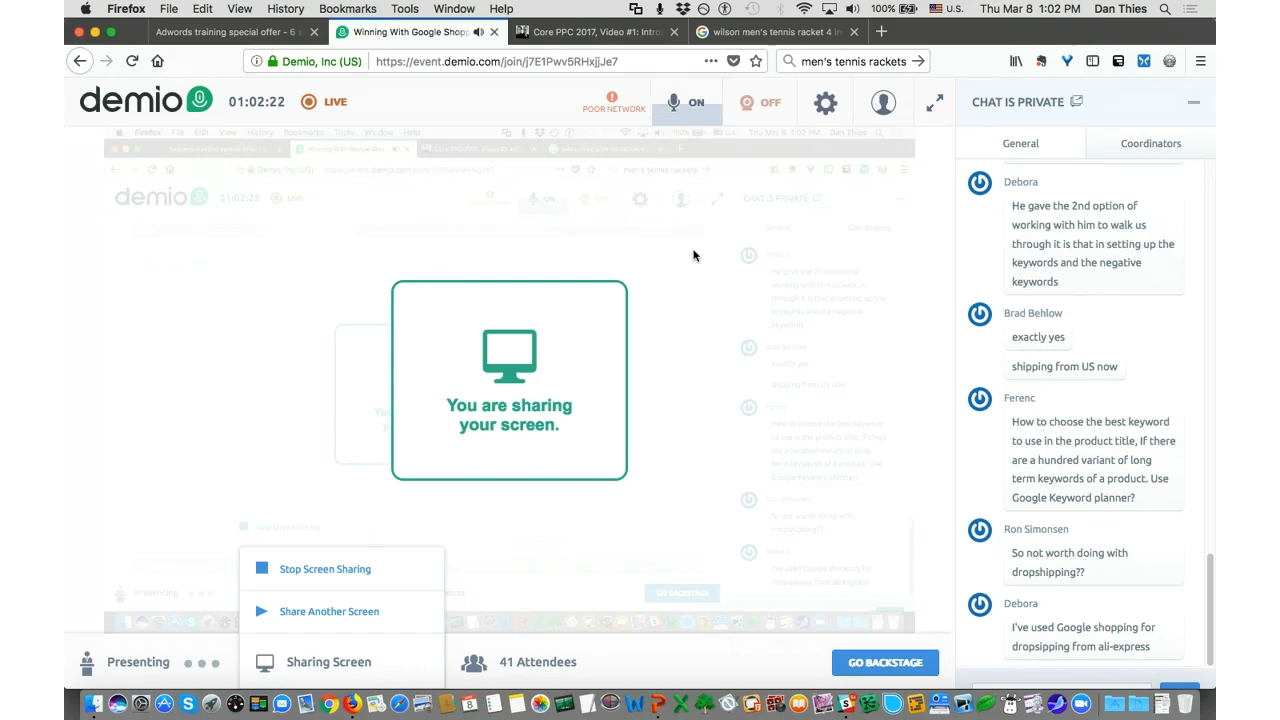 Firefox File Edit View History Bookmarks Tools Window Help 100% U.S. Thu Mar 8 1:02 PM Dan Thies
Adwords training special offer - 6 s
Winning With Google Shopp
Core PPC 2017, Video #1: Intro
wilson men's tennis racket 4 in
Demio, Inc (US) https://event.demio.com/join/j7E1Pwv5RHxjjJe7
men's tennis rackets
demio 01:02:22 LIVE
POOR NETWORK
ON
OFF
CHAT IS PRIVATE
General Coordinators
You are sharing
your screen.
Stop Screen Sharing
Share Another Screen
Sharing Screen
Presenting
41 Attendees
GO BACKSTAGE
Debora
He gave the 2nd option of
working with him to walk us
through it is that in setting up the
keywords and the negative
keywords
Brad Behlow
exactly yes
shipping from US now
Ferenc
How to choose the best keyword
to use in the product title, If there
are a hundred variant of long
term keywords of a product. Use
Google Keyword planner?
Ron Simonsen
So not worth doing with
dropshipping??
Debora
I've used Google shopping for
dropsipping from ali-express